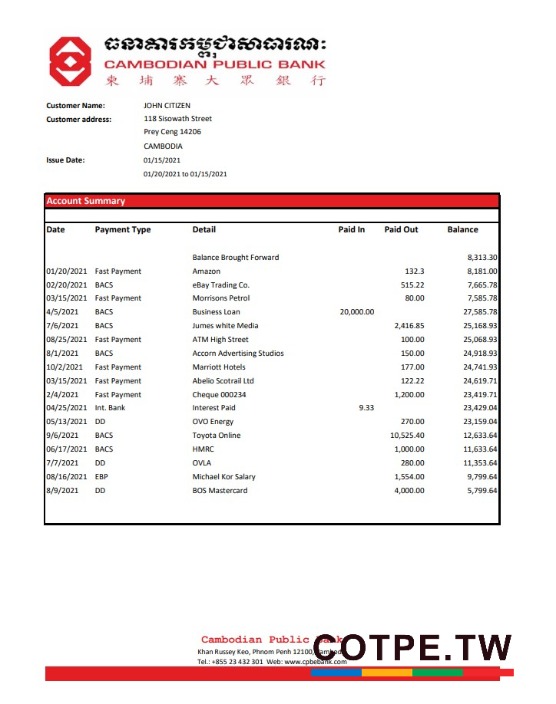 ធនាគារកម្ពុជាសាធារណៈ
CAMBODIAN PUBLIC BANK
柬 埔 寨 大 眾 銀 行
Customer Name: JOHN CITIZEN
Customer address: 118 Sisowath Street
Prey Ceng 14206
CAMBODIA
Issue Date: 01/15/2021
01/20/2021 to 01/15/2021
Account Summary
Date Payment Type Detail Paid In Paid Out Balance
Balance Brought Forward 8,313.30
01/20/2021 Fast Payment Amazon 132.3 8,181.00
02/20/2021 BACS eBay Trading Co. 515.22 7,665.78
03/15/2021 Fast Payment Morrisons Petrol 80.00 7,585.78
4/5/2021 BACS Business Loan 20,000.00 27,585.78
7/6/2021 BACS Jumes white Media 2,416.85 25,168.93
08/25/2021 Fast Payment ATM High Street 100.00 25,068.93
8/1/2021 BACS Accorn Advertising Studios 150.00 24,918.93
10/2/2021 Fast Payment Marriott Hotels 177.00 24,741.93
03/15/2021 Fast Payment Abelio Scotrail Ltd 122.22 24,619.71
2/4/2021 Fast Payment Cheque 000234 1,200.00 23,419.71
04/25/2021 Int. Bank Interest Paid 9.33 23,429.04
05/13/2021 DD OVO Energy 270.00 23,159.04
9/6/2021 BACS Toyota Online 10,525.40 12,633.64
06/17/2021 BACS HMRC 1,000.00 11,633.64
7/7/2021 DD OVLA 280.00 11,353.64
08/16/2021 EBP Michael Kor Salary 1,554.00 9,799.64
8/9/2021 DD BOS Mastercard 4,000.00 5,799.64
Cambodian Public Bank
Khan Russey Keo, Phnom Penh 12100,
Tel.: +855 23 432 301 Web: www.cpbebank.com
COTPE.TW